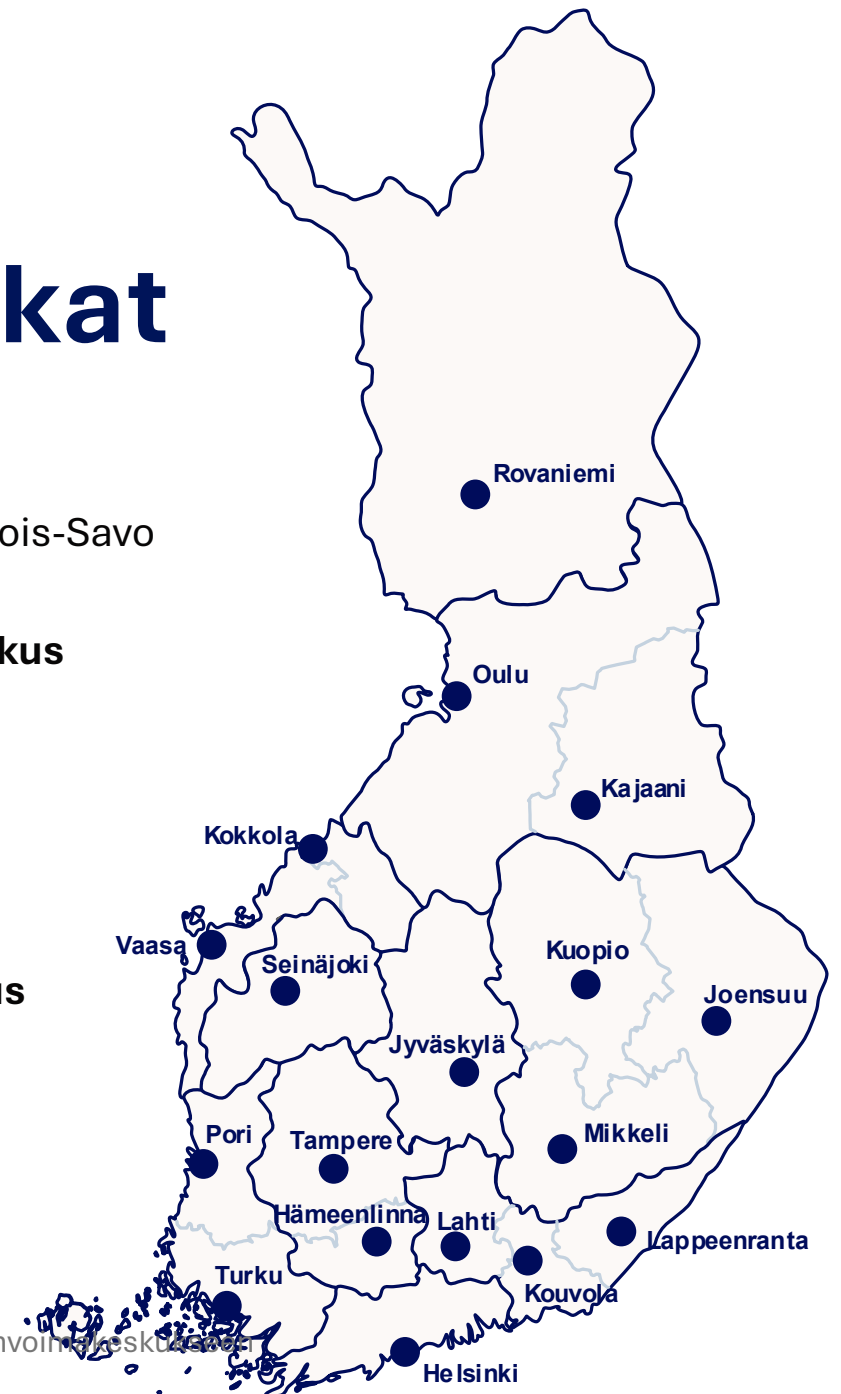 kat
Rovaniemi
ois-Savo
kus
Oulu
Kajaani
Kokkola
Vaasa
Seinäjoki
Kuopio
us
Joensuu
Jyväskylä
Pori
Tampere
Mikkeli
Hämeenlinna
Lahti
Lappeenranta
Turku
Kouvola
nvoimakeskukseen
Helsinki